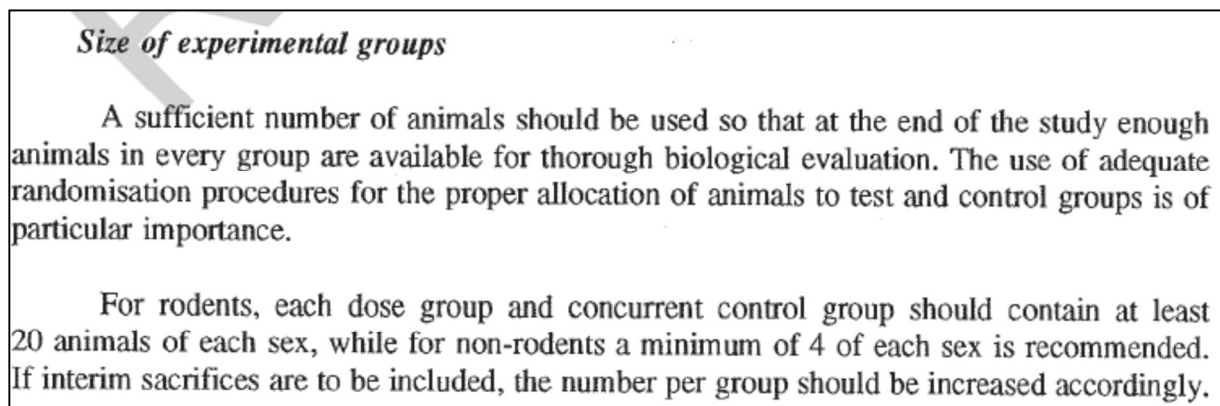 Size of experimental groups
A sufficient number of animals should be used so that at the end of the study enough
animals in every group are available for thorough biological evaluation. The use of adequate
randomisation procedures for the proper allocation of animals to test and control groups is of
particular importance.
For rodents, each dose group and concurrent control group should contain at least
20 animals of each sex, while for non-rodents a minimum of 4 of each sex is recommended.
If interim sacrifices are to be included, the number per group should be increased accordingly.